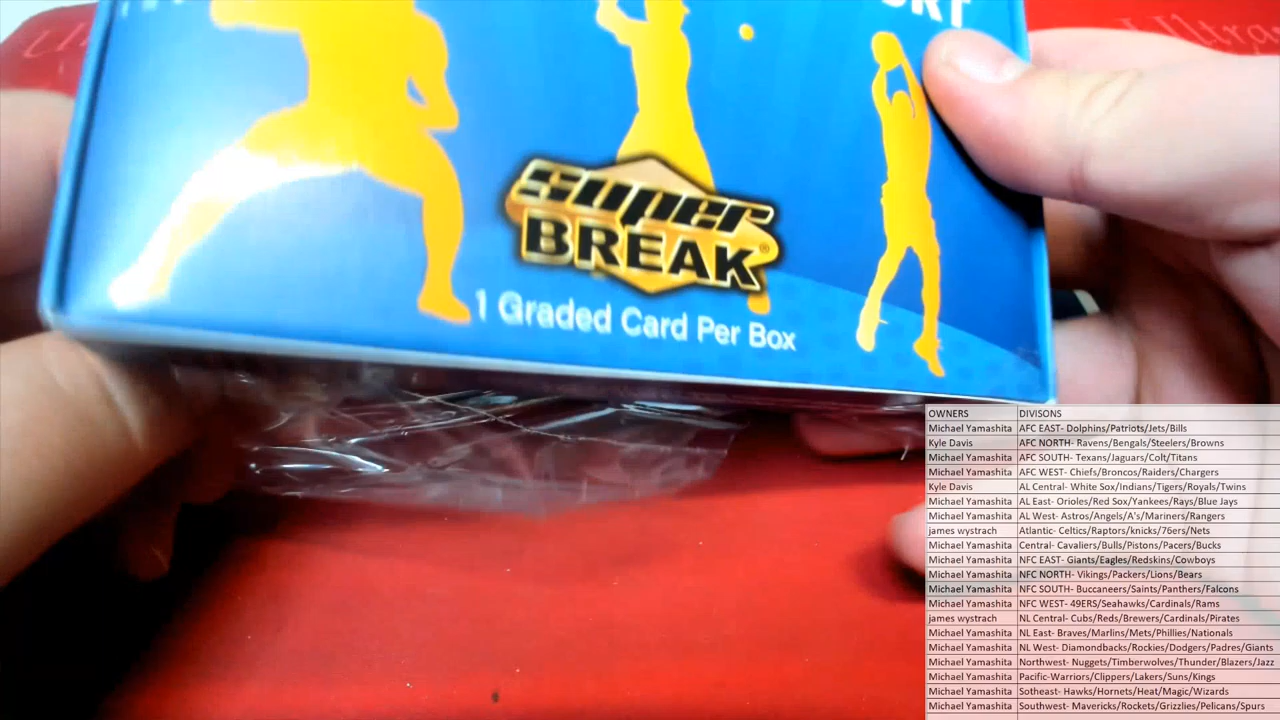 Ultra
super
BREAK®
1 Graded Card Per Box
OWNERS DIVISONS
Michael Yamashita AFC EAST- Dolphins/Patriots/Jets/Bills
Kyle Davis AFC NORTH- Ravens/Bengals/Steelers/Browns
Michael Yamashita AFC SOUTH- Texans/Jaguars/Colt/Titans
Michael Yamashita AFC WEST- Chiefs/Broncos/Raiders/Chargers
Kyle Davis AL Central- White Sox/Indians/Tigers/Royals/Twins
Michael Yamashita AL East- Orioles/Red Sox/Yankees/Rays/Blue Jays
Michael Yamashita AL West- Astros/Angels/A's/Mariners/Rangers
james wystrach Atlantic- Celtics/Raptors/knicks/76ers/Nets
Michael Yamashita Central- Cavaliers/Bulls/Pistons/Pacers/Bucks
Michael Yamashita NFC EAST- Giants/Eagles/Redskins/Cowboys
Michael Yamashita NFC NORTH- Vikings/Packers/Lions/Bears
Michael Yamashita NFC SOUTH- Buccaneers/Saints/Panthers/Falcons
Michael Yamashita NFC WEST- 49ERS/Seahawks/Cardinals/Rams
james wystrach NL Central- Cubs/Reds/Brewers/Cardinals/Pirates
Michael Yamashita NL East- Braves/Marlins/Mets/Phillies/Nationals
Michael Yamashita NL West- Diamondbacks/Rockies/Dodgers/Padres/Giants
Michael Yamashita Northwest- Nuggets/Timberwolves/Thunder/Blazers/Jazz
Michael Yamashita Pacific-Warriors/Clippers/Lakers/Suns/Kings
Michael Yamashita Sotheast- Hawks/Hornets/Heat/Magic/Wizards
Michael Yamashita Southwest- Mavericks/Rockets/Grizzlies/Pelicans/Spurs